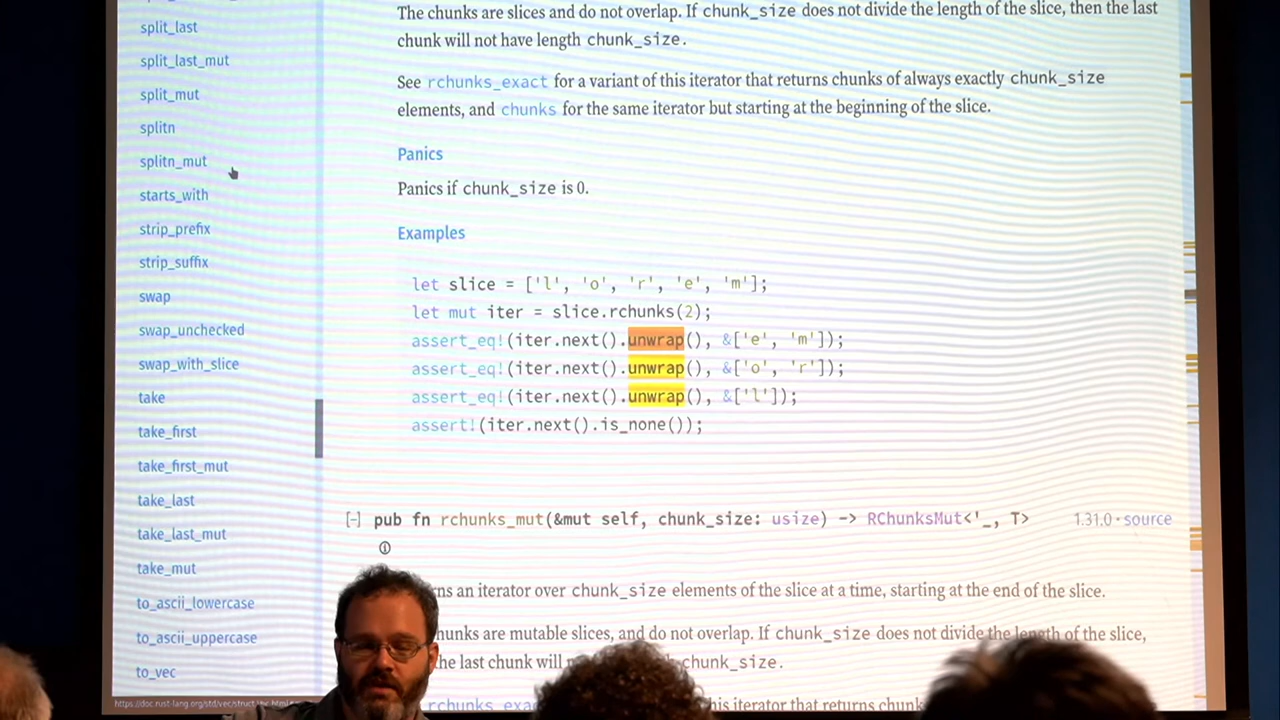 split_last
split_last_mut
split_mut
splitn
splitn_mut
starts_with
strip_prefix
strip_suffix
swap
swap_unchecked
swap_with_slice
take
take_first
take_first_mut
take_last
take_last_mut
take_mut
to_ascii_lowercase
to_ascii_uppercase
to_vec
The chunks are slices and do not overlap. If chunk_size does not divide the length of the slice, then the last
chunk will not have length chunk_size.
See rchunks_exact for a variant of this iterator that returns chunks of always exactly chunk_size
elements, and chunks for the same iterator but starting at the beginning of the slice.
Panics
Panics if chunk_size is 0.
Examples
let slice = ['l', 'o', 'r', 'e', 'm'];
let mut iter = slice.rchunks(2);
assert_eq!(iter.next().unwrap(), &['e', 'm']);
assert_eq!(iter.next().unwrap(), &['o', 'r']);
assert_eq!(iter.next().unwrap(), &['l']);
assert!(iter.next().is_none());
[-] pub fn rchunks_mut(&mut self, chunk_size: usize) -> RChunksMut<'_, T> 1.31.0 · source
ⓘ
an iterator over chunk_size elements of the slice at a time, starting at the end of the slice.
are mutable slices, and do not overlap. If chunk_size does not divide the length of the slice,
the last chunk will chunk_size.
this iterator that returns